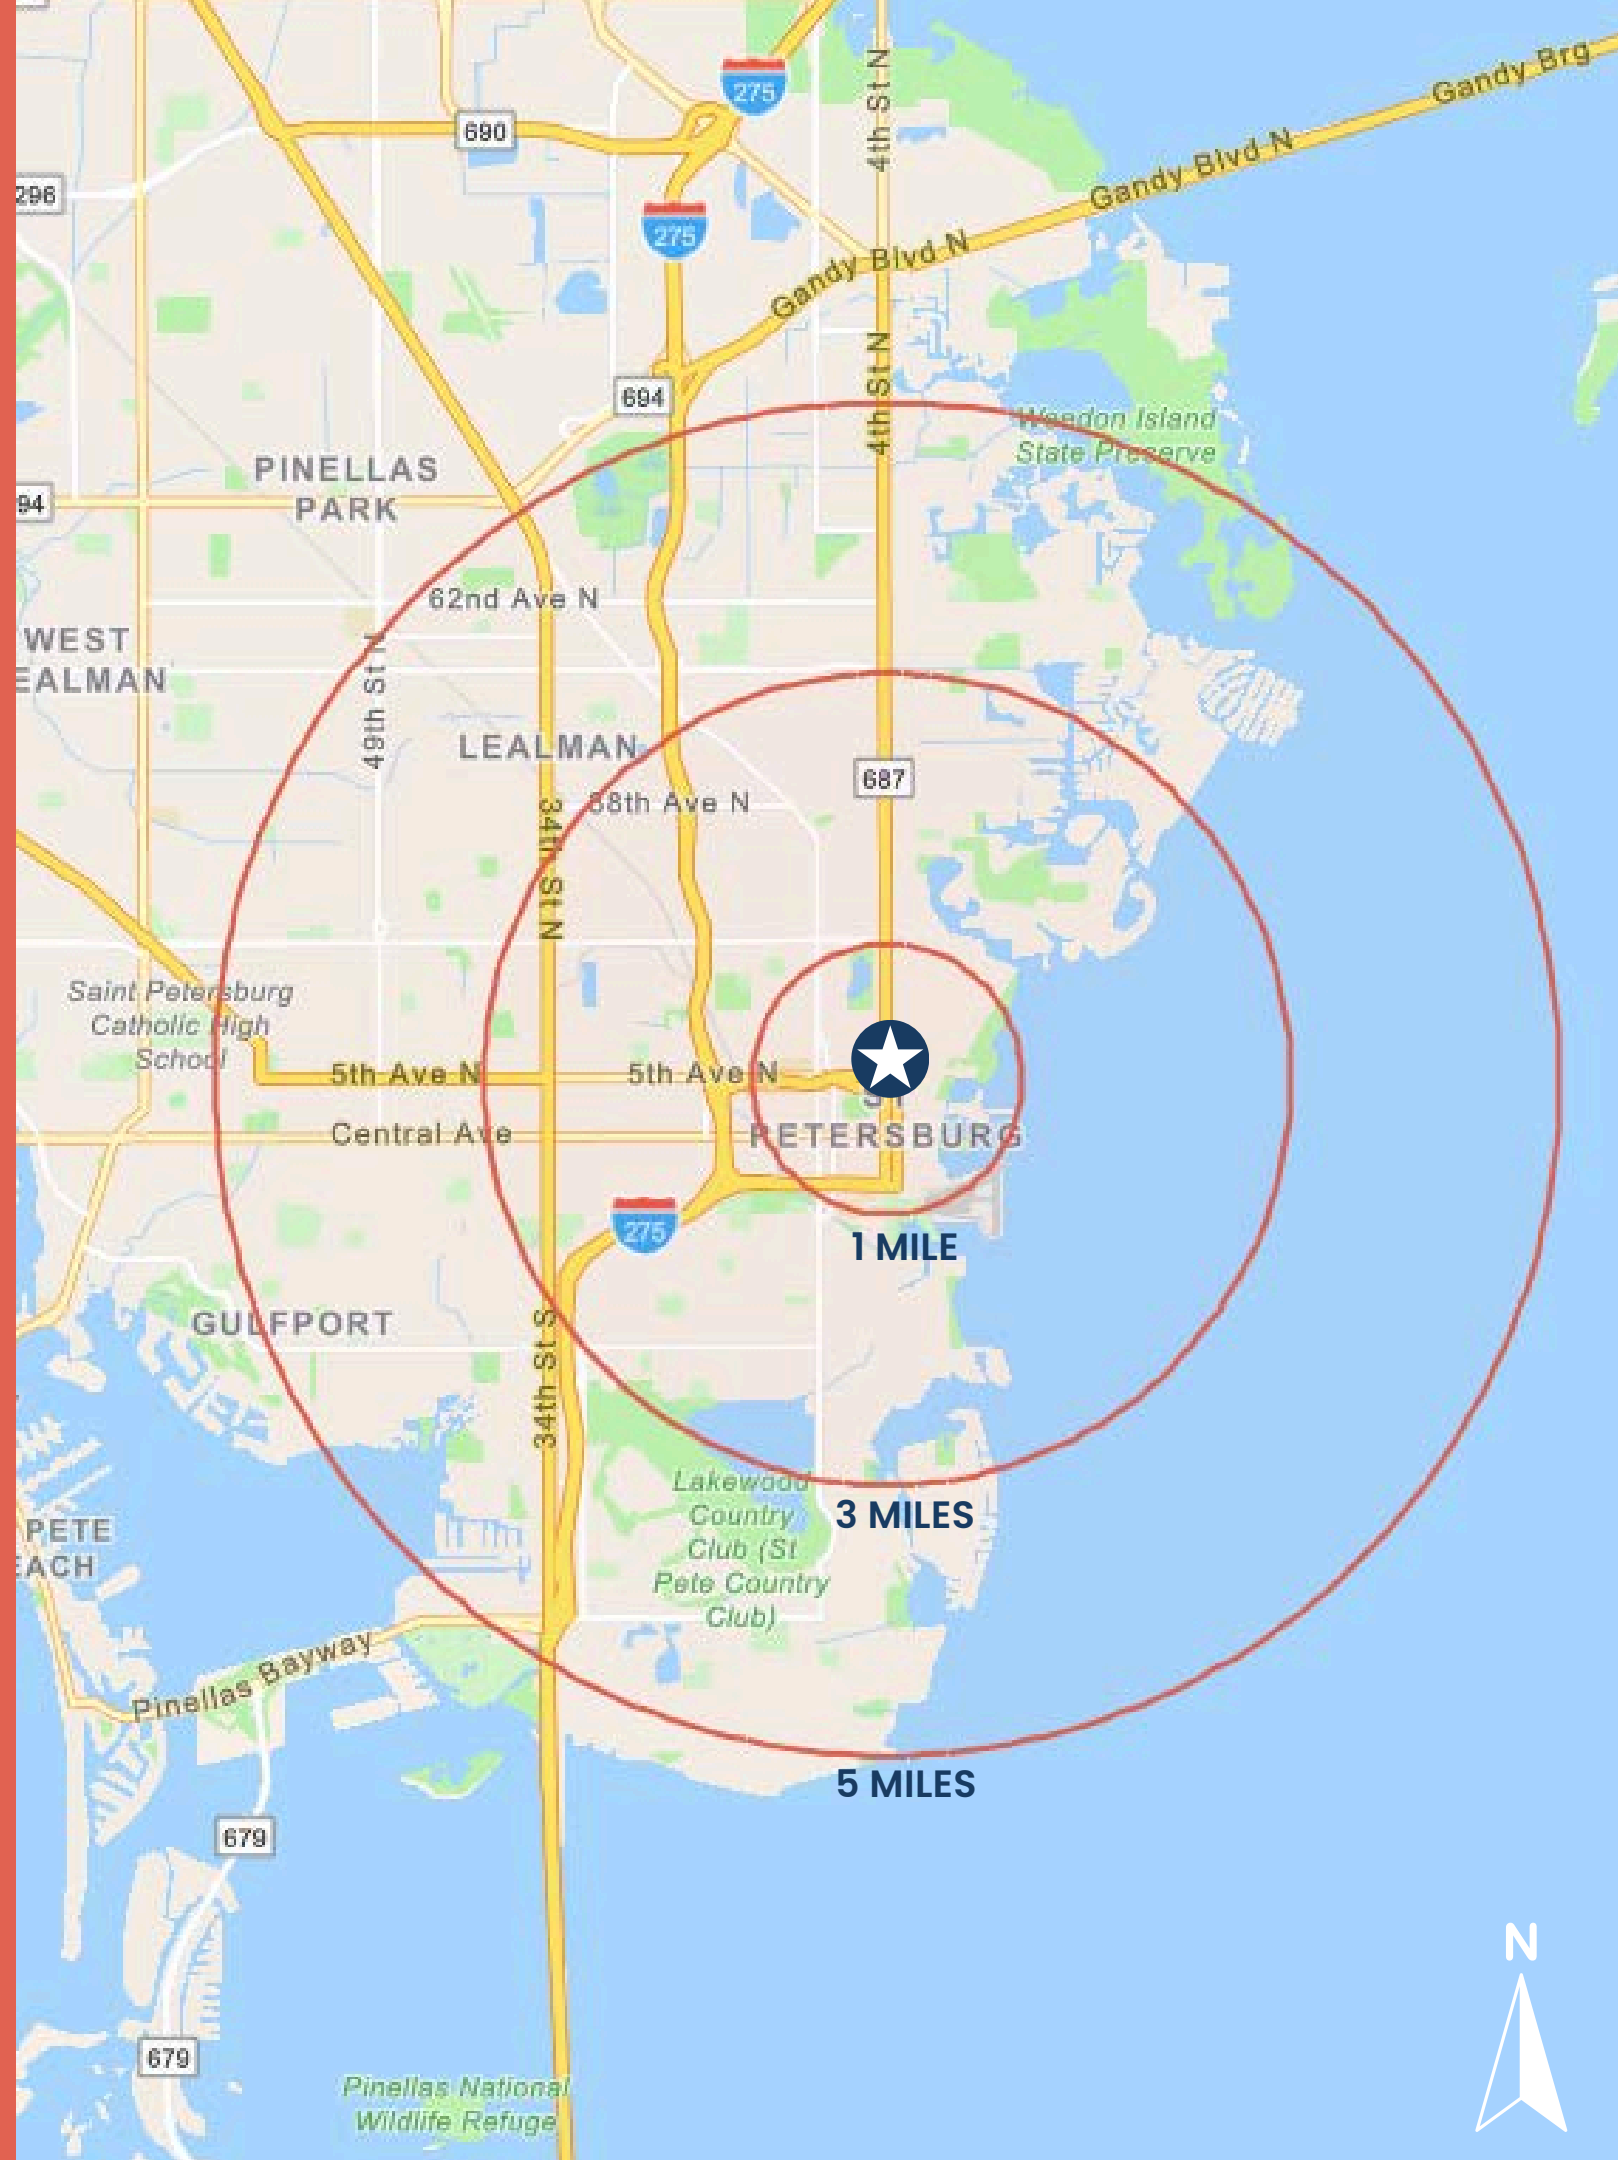 275
4th St N
Gandy Brg
690
Gandy Blvd N
296
275
Gandy Blvd N
4th St N
694
Weedon Island
State Preserve
PINELLAS
PARK
94
62nd Ave N
WEST
EALMAN
49th St N
LEALMAN
687
38th Ave N
34th St N
Saint Petersburg
Catholic High
School
5th Ave N
5th Ave N
ST
PETERSBURG
Central Ave
275
1 MILE
GULFPORT
34th St S
Lakewood
Country
Club (St
Pete Country
Club)
3 MILES
PETE
EACH
Pinellas Bayway
5 MILES
679
N
679
Pinellas National
Wildlife Refuge